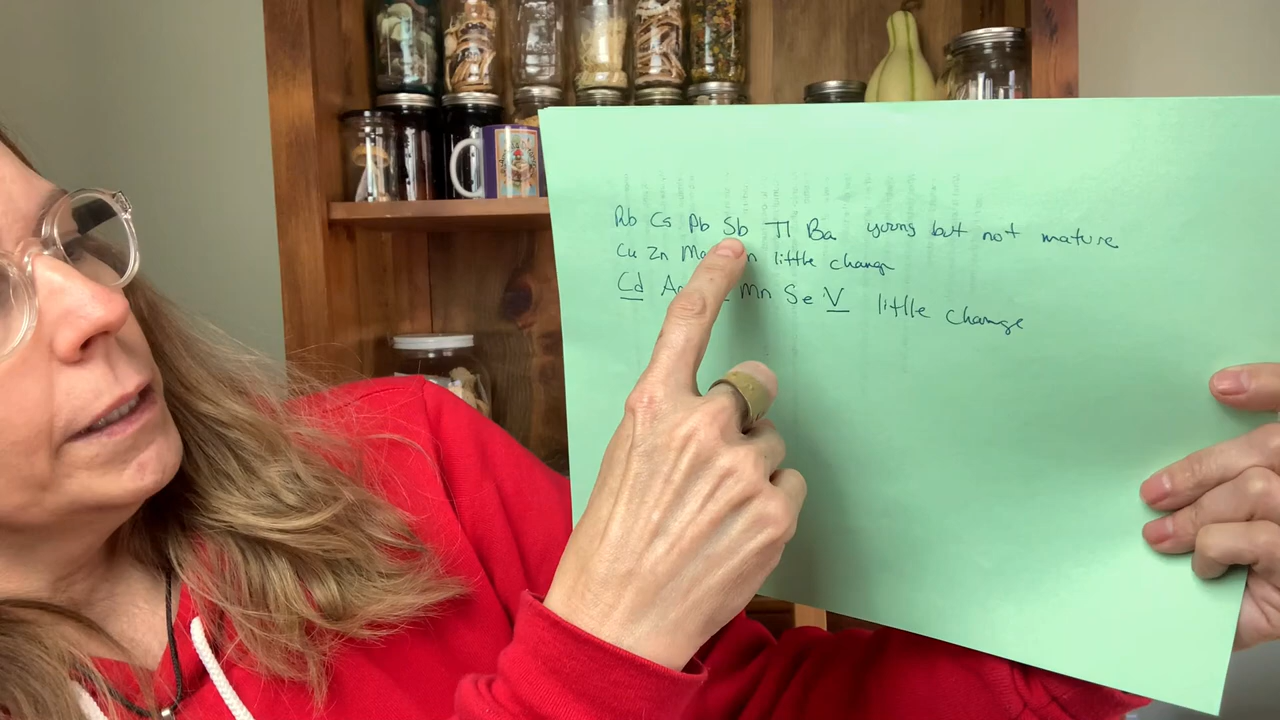 Rb Cs Pb Sb Tl Ba young but not mature
Cu Zn little change
Cd Mn Se V little change